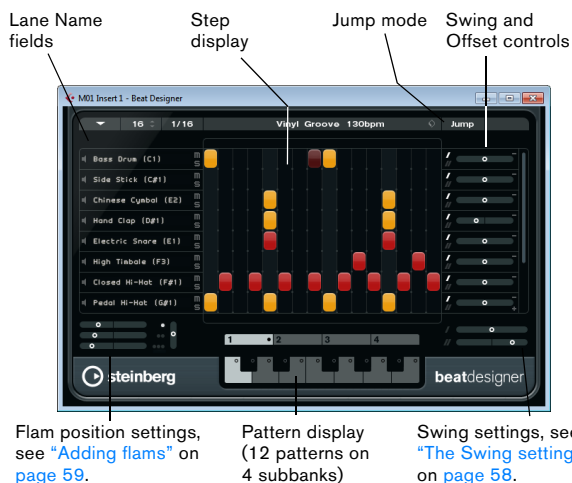 Lane Name
fields
Step
display
Jump mode
Swing and
Offset controls
M01 Insert 1 - Beat Designer
16 1/16 Vinyl Groove 130bpm Jump
Bass Drum (C1) M S
Side Stick (C#1) M S
Chinese Cymbal (E2) M S
Hand Clap (D#1) M S
Electric Snare (E1) M S
High Timbale (F3) M S
Closed Hi-Hat (F#1) M S
Pedal Hi-Hat (G#1) M S
1 2 3 4
steinberg
beatdesigner
Flam position settings,
see “Adding flams” on
page 59.
Pattern display
(12 patterns on
4 subbanks)
Swing settings, see
“The Swing setting
on page 58.